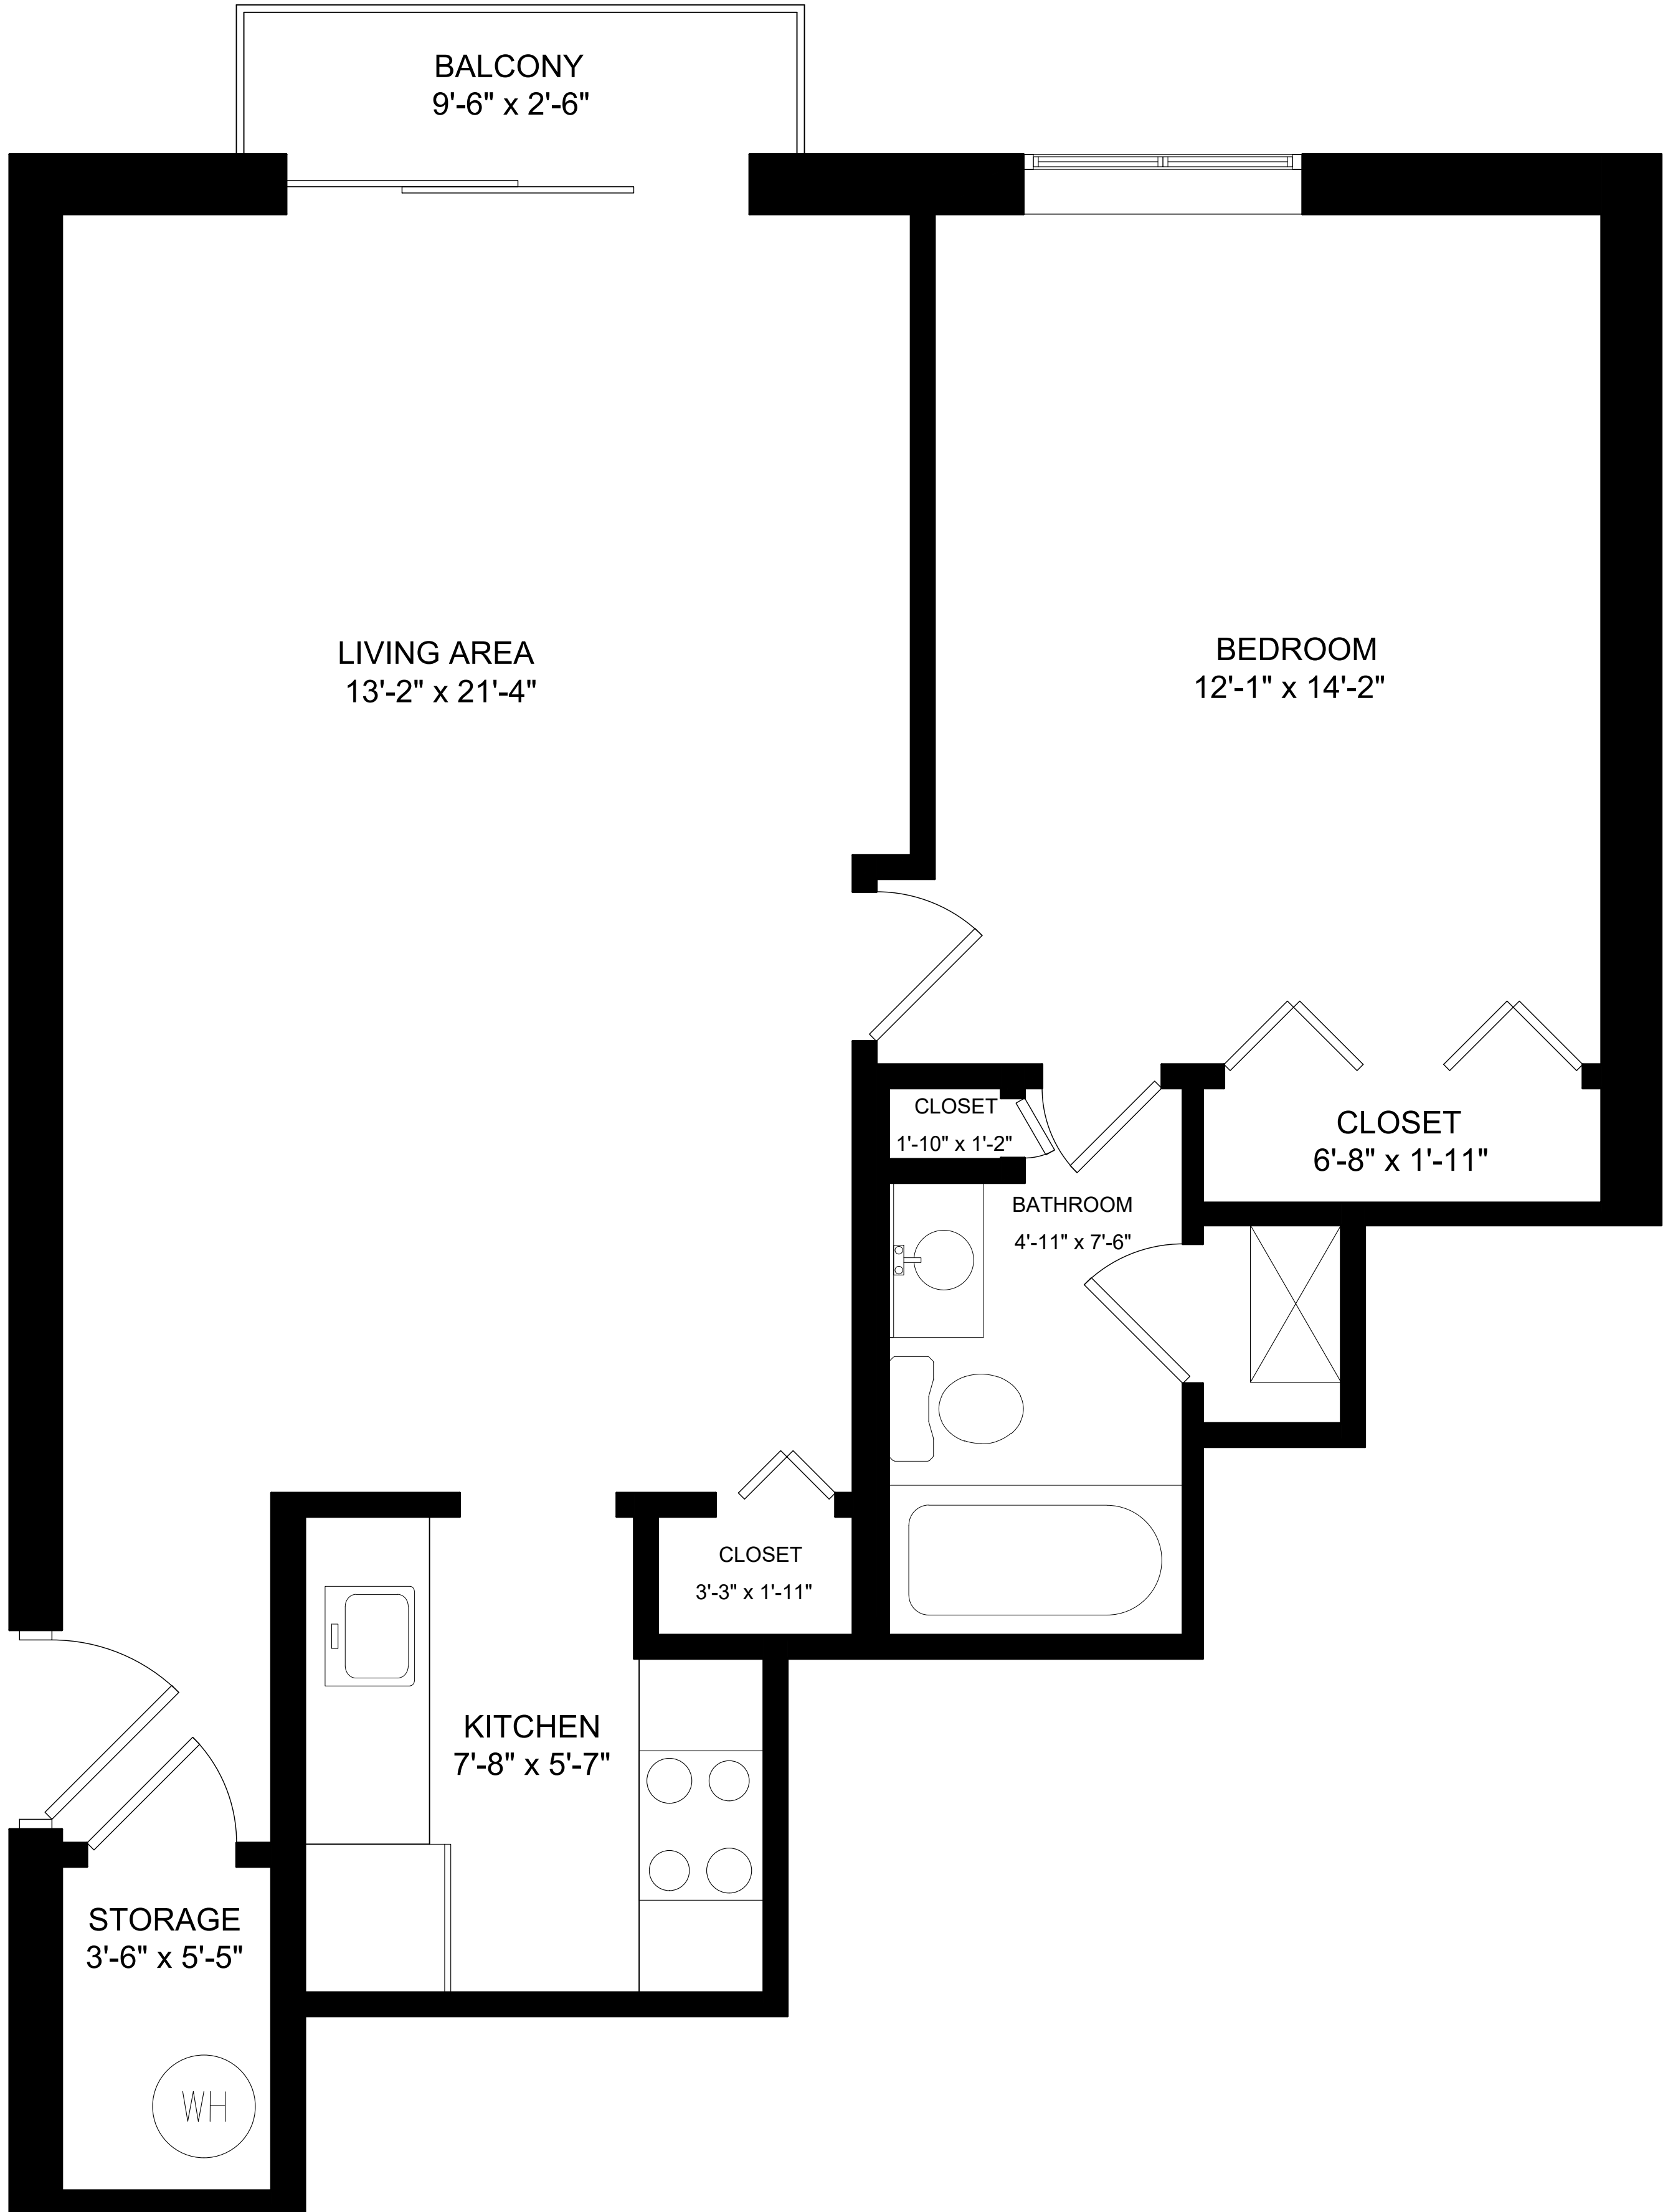 BALCONY
9'-6" x 2'-6"
LIVING AREA
13'-2" x 21'-4"
BEDROOM
12'-1" x 14'-2"
CLOSET
1'-10" x 1'-2"
CLOSET
6'-8" x 1'-11"
BATHROOM
4'-11" x 7'-6"
CLOSET
3'-3" x 1'-11"
KITCHEN
7'-8" x 5'-7"
STORAGE
3'-6" x 5'-5"
WH